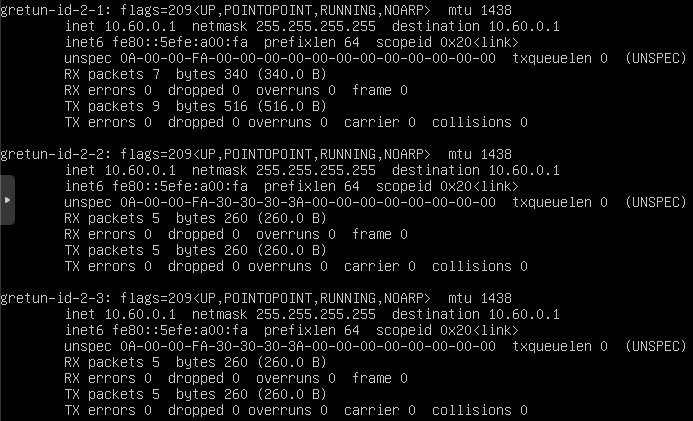 gretun-id-2-1: flags=209<UP,POINTOPOINT,RUNNING,NOARP>  mtu 1438
        inet 10.60.0.1  netmask 255.255.255.255  destination 10.60.0.1
        inet6 fe80::5efe:a00:fa  prefixlen 64  scopeid 0x20<link>
        unspec 0A-00-00-FA-00-00-00-00-00-00-00-00-00-00-00-00  txqueuelen 0  (UNSPEC)
        RX packets 7  bytes 340 (340.0 B)
        RX errors 0  dropped 0  overruns 0  frame 0
        TX packets 9  bytes 516 (516.0 B)
        TX errors 0  dropped 0 overruns 0  carrier 0  collisions 0

gretun-id-2-2: flags=209<UP,POINTOPOINT,RUNNING,NOARP>  mtu 1438
        inet 10.60.0.1  netmask 255.255.255.255  destination 10.60.0.1
        inet6 fe80::5efe:a00:fa  prefixlen 64  scopeid 0x20<link>
        unspec 0A-00-00-FA-30-30-30-3A-00-00-00-00-00-00-00-00  txqueuelen 0  (UNSPEC)
        RX packets 5  bytes 260 (260.0 B)
        RX errors 0  dropped 0  overruns 0  frame 0
        TX packets 5  bytes 260 (260.0 B)
        TX errors 0  dropped 0 overruns 0  carrier 0  collisions 0

gretun-id-2-3: flags=209<UP,POINTOPOINT,RUNNING,NOARP>  mtu 1438
        inet 10.60.0.1  netmask 255.255.255.255  destination 10.60.0.1
        inet6 fe80::5efe:a00:fa  prefixlen 64  scopeid 0x20<link>
        unspec 0A-00-00-FA-30-30-30-3A-00-00-00-00-00-00-00-00  txqueuelen 0  (UNSPEC)
        RX packets 5  bytes 260 (260.0 B)
        RX errors 0  dropped 0  overruns 0  frame 0
        TX packets 5  bytes 260 (260.0 B)
        TX errors 0  dropped 0 overruns 0  carrier 0  collisions 0